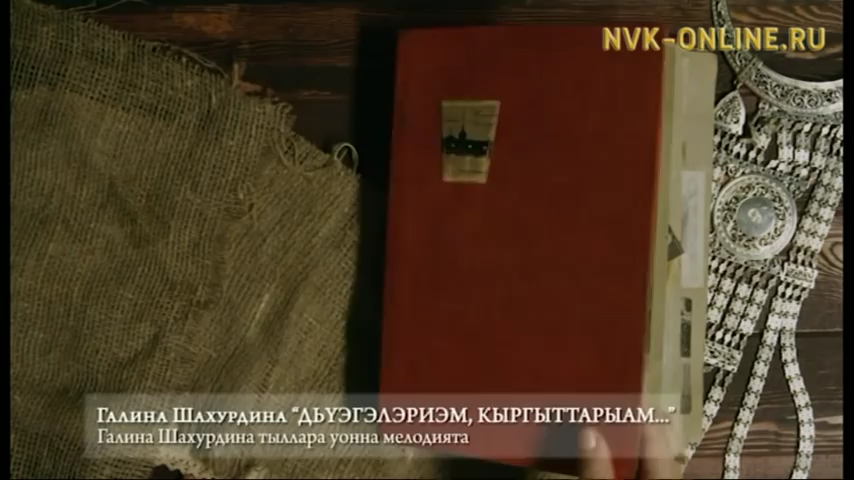 NVK-ONLINE.RU
Галина Шахурдина “ДЬҮЭГЭЛЭРИЭМ, КЫРГЫТТАРЫАМ...”
Галина Шахурдина тыллара уонна мелодията